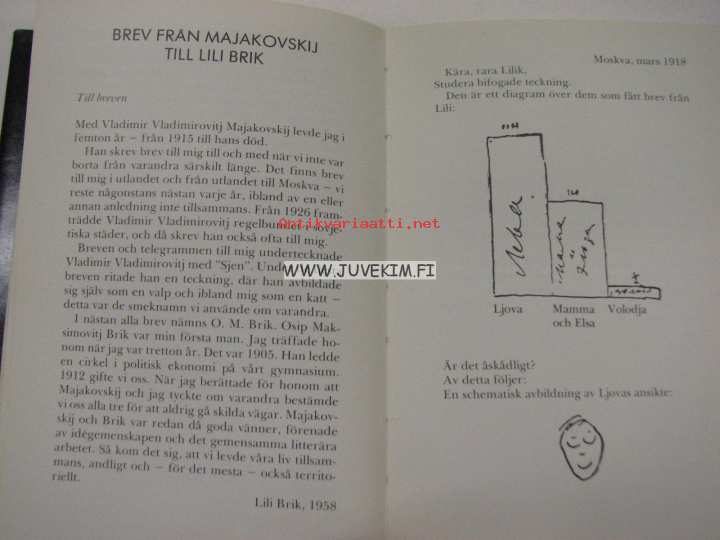 BREV FRÅN MAJAKOVSKIJ
TILL LILI BRIK
Till breven
Med Vladimir Vladimirovitj Majakovskij levde jag i
femton år – från 1915 till hans död.
Han skrev brev till mig till och med när vi inte var
borta från varandra särskilt länge. Det finns brev
till mig i utlandet och från utlandet till Moskva – vi
reste någonstans nästan varje år, ibland av en eller
annan anledning inte tillsammans. Från 1926 fram-
trädde Vladimir Vladimirovitj regelbundet i sovje-
tiska städer, och då skrev han också ofta till mig.
Breven och telegrammen till mig undertecknade
Vladimir Vladimirovitj med "Sjen". Under
breven ritade han en teckning, där han avbildade
sig själv som en valp och ibland mig som en katt –
detta var de smeknamn vi använde om varandra.
I nästan alla brev nämns O. M. Brik. Osip Mak-
simovitj Brik var min första man. Jag träffade ho-
nom när jag var tretton år. Det var 1905. Han ledde
en cirkel i politisk ekonomi på vårt gymnasium.
1912 gifte vi oss. När jag berättade för honom att
Majakovskij och jag tyckte om varandra bestämde
vi oss alla tre för att aldrig gå skilda vägar. Majakov-
skij och Brik var redan då goda vänner, förenade
av idégemenskapen och det gemensamma litterära
arbetet. Så kom det sig, att vi levde våra liv tillsam-
mans, andligt och – för det mesta – också territo-
riellt.
Lili Brik, 1958
Moskva, mars 1918
Kära, rara Lilik,
Studera bifogade teckning.
Den är ett diagram över dem som fått brev från
Lili:
Лева
мама
и
Эльза
Ljova
Mamma
och Elsa
Volodja
Är det åskådligt?
Av detta följer:
En schematisk avbildning av Ljovas ansikte:
Antikvariaatti.net
WWW.JUVEKIM.FI